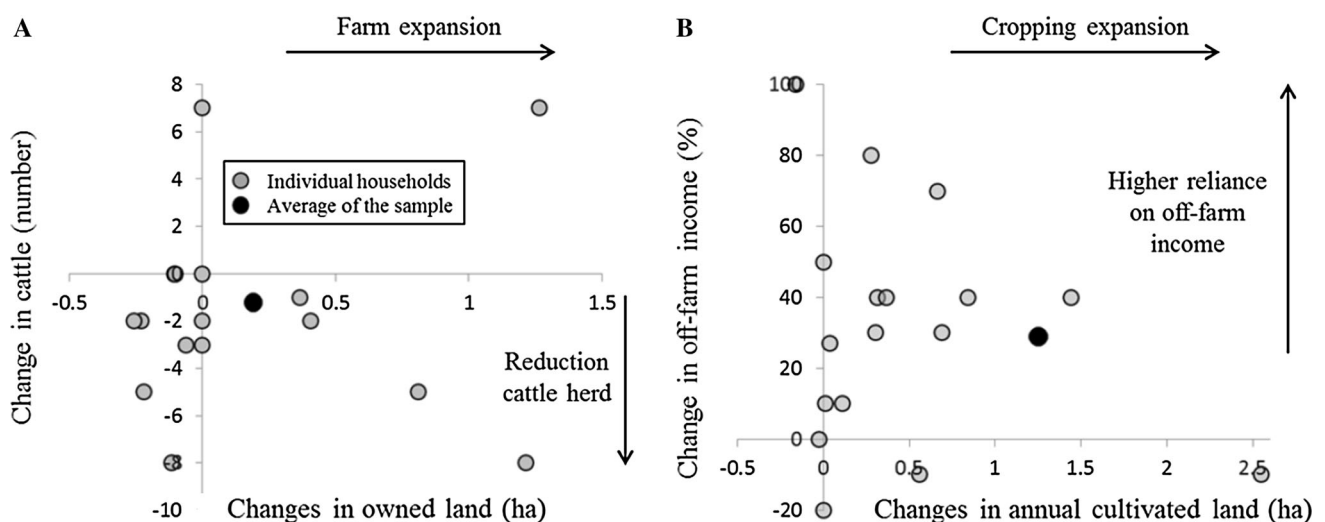 A
Farm expansion
Change in cattle (number)
8
6
4
2
0
-2
-4
-6
-8
-10
-0.5
0
0.5
1
1.5
Individual households
Average of the sample
Reduction
cattle herd
Changes in owned land (ha)
B
Cropping expansion
Change in off-farm income (%)
100
80
60
40
20
0
-20
-0.5
0
0.5
1
1.5
2
2.5
Higher reliance
on off-farm
income
Changes in annual cultivated land (ha)